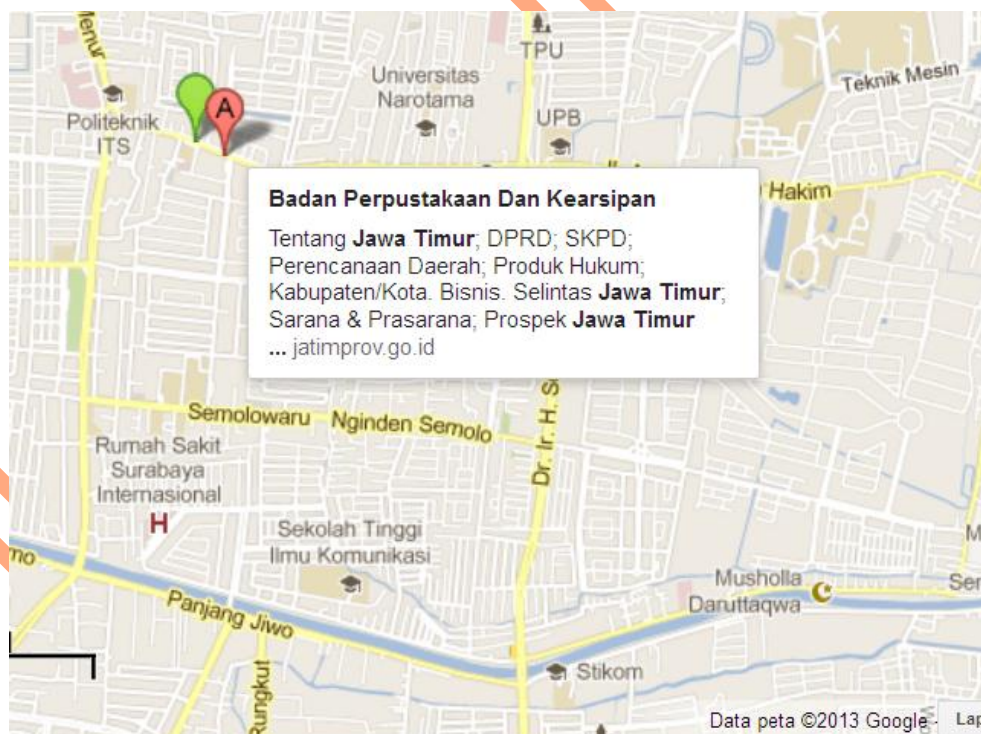 Menur
TPU
Universitas
Narotama
Teknik Mesin
Politeknik
ITS
A
UPB
Hakim
Badan Perpustakaan Dan Kearsipan
Tentang Jawa Timur; DPRD; SKPD;
Perencanaan Daerah; Produk Hukum;
Kabupaten/Kota. Bisnis. Selintas Jawa Timur;
Sarana & Prasarana; Prospek Jawa Timur
... jatimprov.go.id
Semolowaru
Nginden Semolo
Dr. Ir. H. S
Rumah Sakit
Surabaya
Internasional
H
Sekolah Tinggi
Ilmu Komunikasi
Musholla
Daruttaqwa
Ser
Panjang Jiwo
Rungkut
Stikom
Data peta ©2013 Google -
Lap